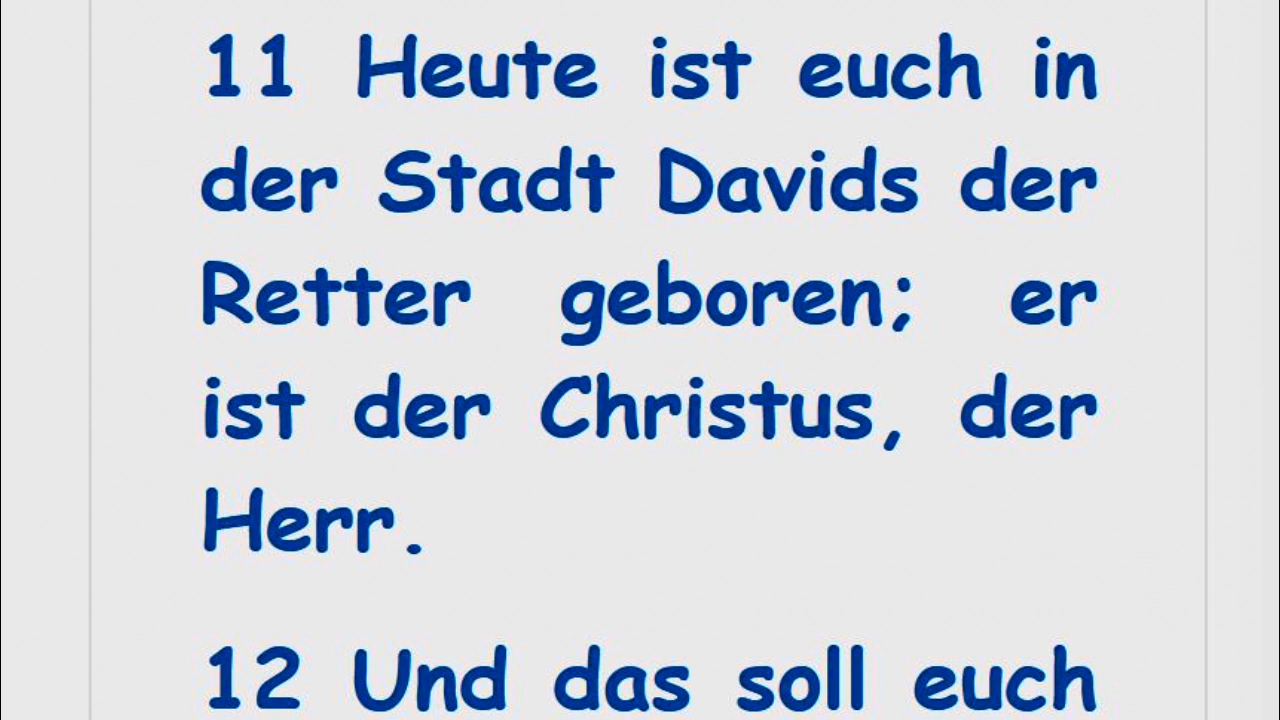 11 Heute ist euch in
der Stadt Davids der
Retter geboren; er
ist der Christus, der
Herr.
12 Und das soll euch